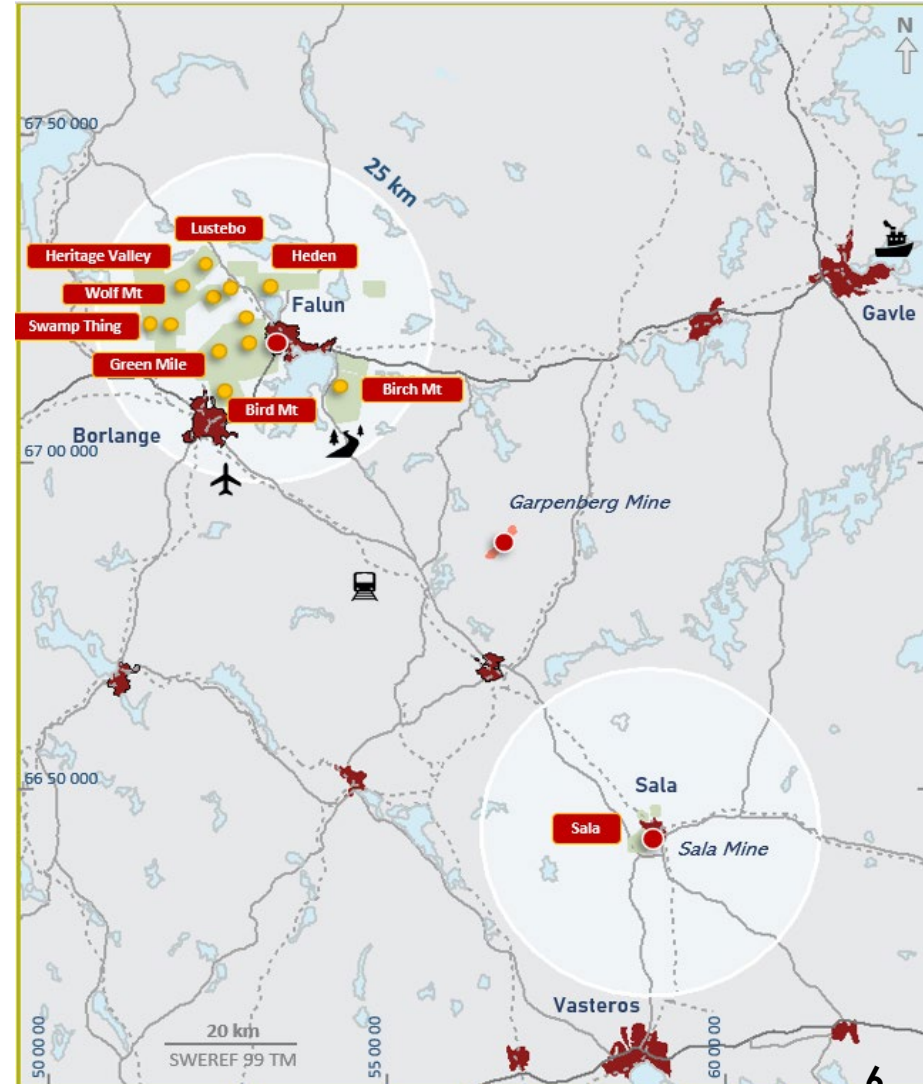 N
67 50 000
25 km
Lustebo
Heritage Valley
Heden
Wolf Mt
Falun
Swamp Thing
Gavle
Green Mile
Birch Mt
Bird Mt
Borlange
67 00 000
Garpenberg Mine
66 50 000
Sala
Sala
Sala Mine
Vasteros
20 km
SWEREF 99 TM
50 00 00
55 00 00
60 00 00
6